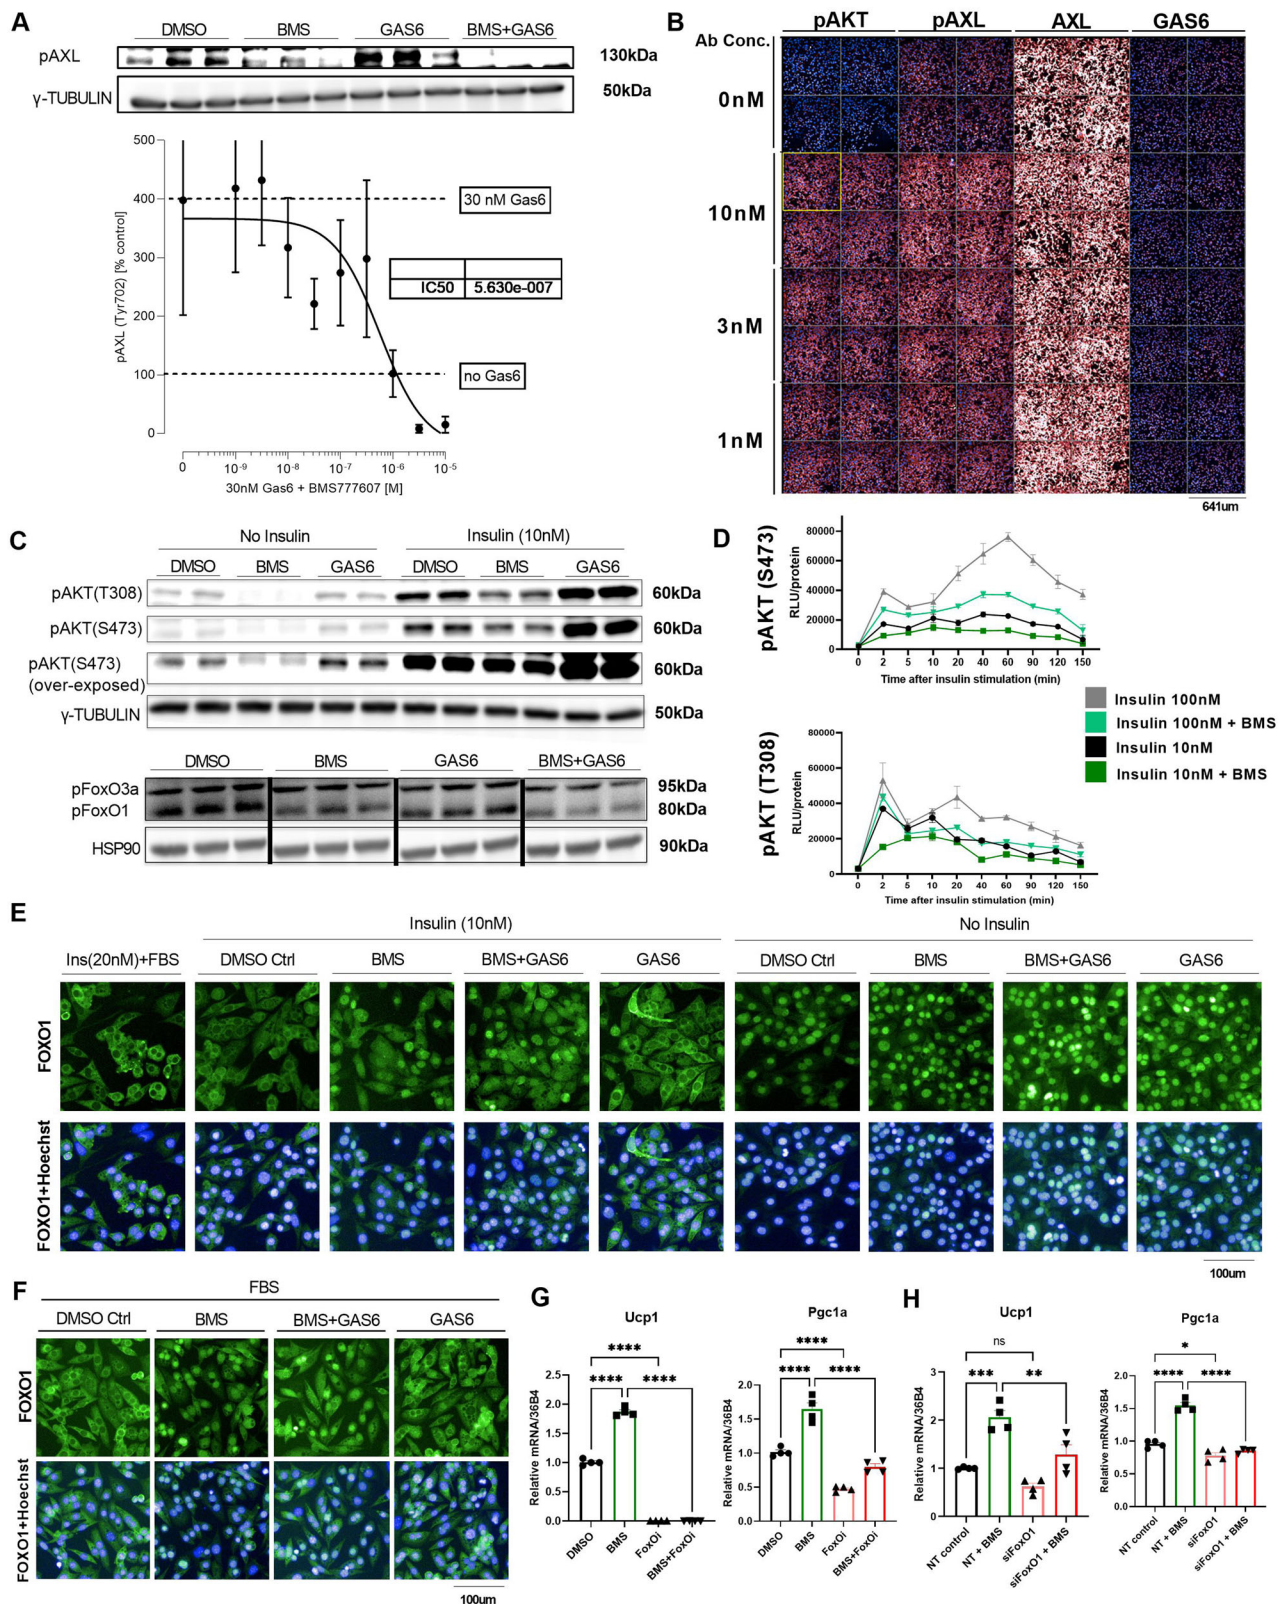 A
DMSO BMS GAS6 BMS+GAS6
pAXL 130kDa
γ-TUBULIN 50kDa
500
400
300
200
100
0
pAXL (Tyr702) [% control]
30 nM Gas6
IC50 5.630e-007
no Gas6
0 10⁻⁹ 10⁻⁸ 10⁻⁷ 10⁻⁶ 10⁻⁵
30nM Gas6 + BMS777607 [M]
B
pAKT pAXL AXL GAS6
Ab Conc.
0nM
10nM
3nM
1nM
641um
C
No Insulin Insulin (10nM)
DMSO BMS GAS6 DMSO BMS GAS6
pAKT(T308) 60kDa
pAKT(S473) 60kDa
pAKT(S473)
(over-exposed) 60kDa
γ-TUBULIN 50kDa
DMSO BMS GAS6 BMS+GAS6
pFoxO3a 95kDa
pFoxO1 80kDa
HSP90 90kDa
D
pAKT (S473)
RLU/protein
80000
60000
40000
20000
0
0 2 5 10 20 40 60 90 120 150
Time after insulin stimulation (min)
Insulin 100nM
Insulin 100nM + BMS
Insulin 10nM
Insulin 10nM + BMS
pAKT (T308)
RLU/protein
80000
60000
40000
20000
0
0 2 5 10 20 40 60 90 120 150
Time after insulin stimulation (min)
E
Insulin (10nM) No Insulin
Ins(20nM)+FBS DMSO Ctrl BMS BMS+GAS6 GAS6 DMSO Ctrl BMS BMS+GAS6 GAS6
FOXO1
FOXO1+Hoechst
100um
F
FBS
DMSO Ctrl BMS BMS+GAS6 GAS6
FOXO1
FOXO1+Hoechst
100um
G
Ucp1
Relative mRNA/36B4
2.5
2.0
1.5
1.0
0.5
0.0
****
**** ****
DMSO BMS FoxOi BMS+FoxOi
Pgc1a
Relative mRNA/36B4
2.0
1.5
1.0
0.5
0.0
****
**** ****
DMSO BMS FoxOi BMS+FoxOi
H
Ucp1
Relative mRNA/36B4
3
2
1
0
ns
*** **
NT control NT + BMS siFoxO1 siFoxO1 + BMS
Pgc1a
Relative mRNA/36B4
2.0
1.5
1.0
0.5
0.0
*
**** ****
NT control NT + BMS siFoxO1 siFoxO1 + BMS